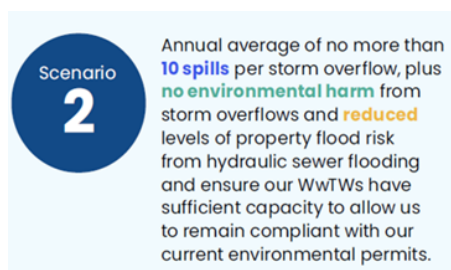 Scenario
2
Annual average of no more than
10 spills per storm overflow, plus
no environmental harm from
storm overflows and reduced
levels of property flood risk
from hydraulic sewer flooding
and ensure our WwTWs have
sufficient capacity to allow us
to remain compliant with our
current environmental permits.